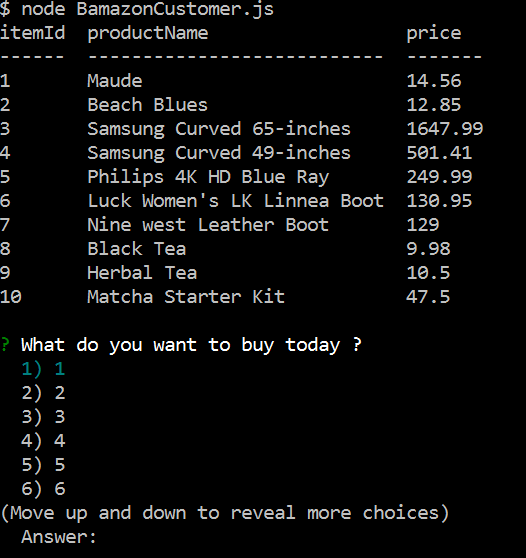 $ node BamazonCustomer.js
itemId  productName                  price
------  ---------------------------  -------
1       Maude                        14.56
2       Beach Blues                  12.85
3       Samsung Curved 65-inches     1647.99
4       Samsung Curved 49-inches     501.41
5       Philips 4K HD Blue Ray       249.99
6       Luck Women's LK Linnea Boot  130.95
7       Nine west Leather Boot       129
8       Black Tea                    9.98
9       Herbal Tea                   10.5
10      Matcha Starter Kit           47.5
? What do you want to buy today ?
  1) 1
  2) 2
  3) 3
  4) 4
  5) 5
  6) 6
(Move up and down to reveal more choices)
  Answer: